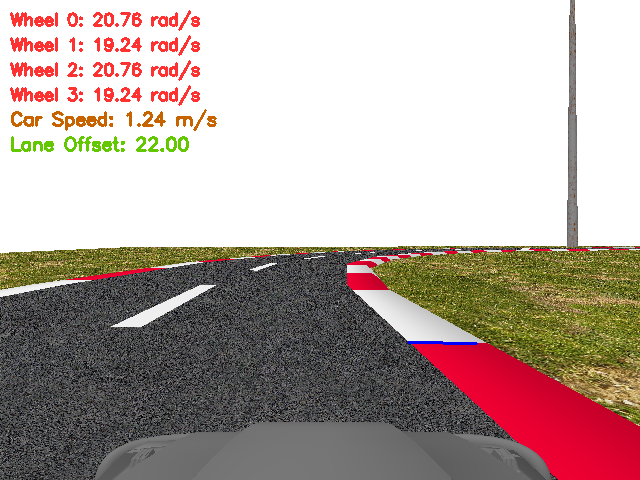 Wheel 0: 20.76 rad/s
Wheel 1: 19.24 rad/s
Wheel 2: 20.76 rad/s
Wheel 3: 19.24 rad/s
Car Speed: 1.24 m/s
Lane Offset: 22.00